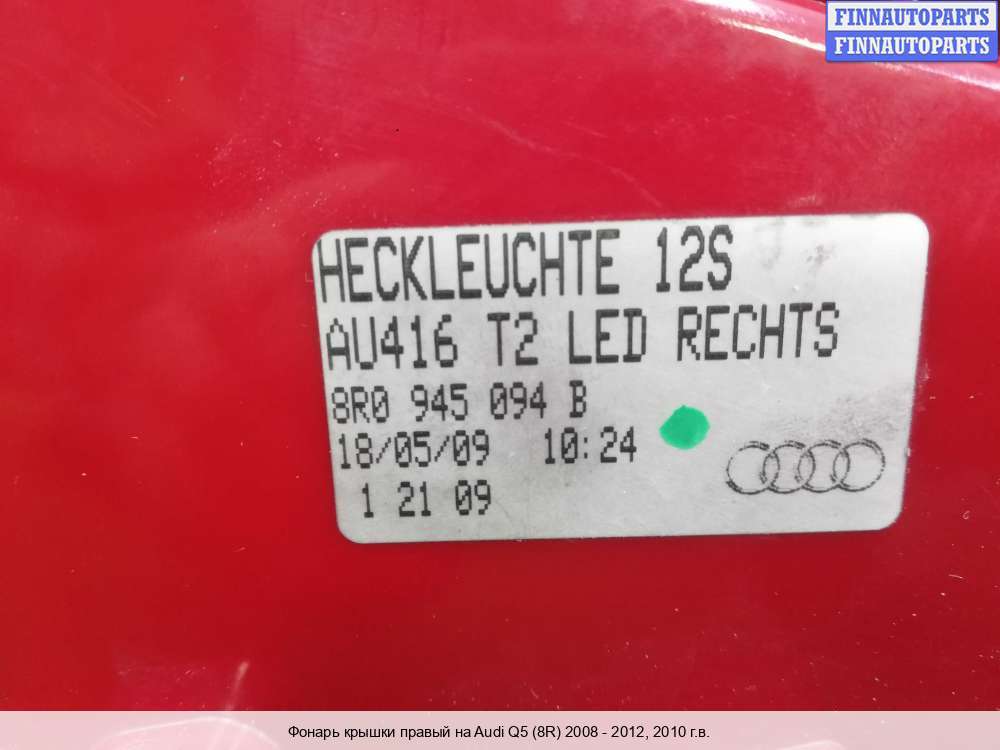 FINNAUTOPARTS
FINNAUTOPARTS
HECKLEUCHTE 12S
AU416 T2 LED RECHTS
8R0 945 094 B
18/05/09 10:24
1 21 09
Фонарь крышки правый на Audi Q5 (8R) 2008 - 2012, 2010 г.в.